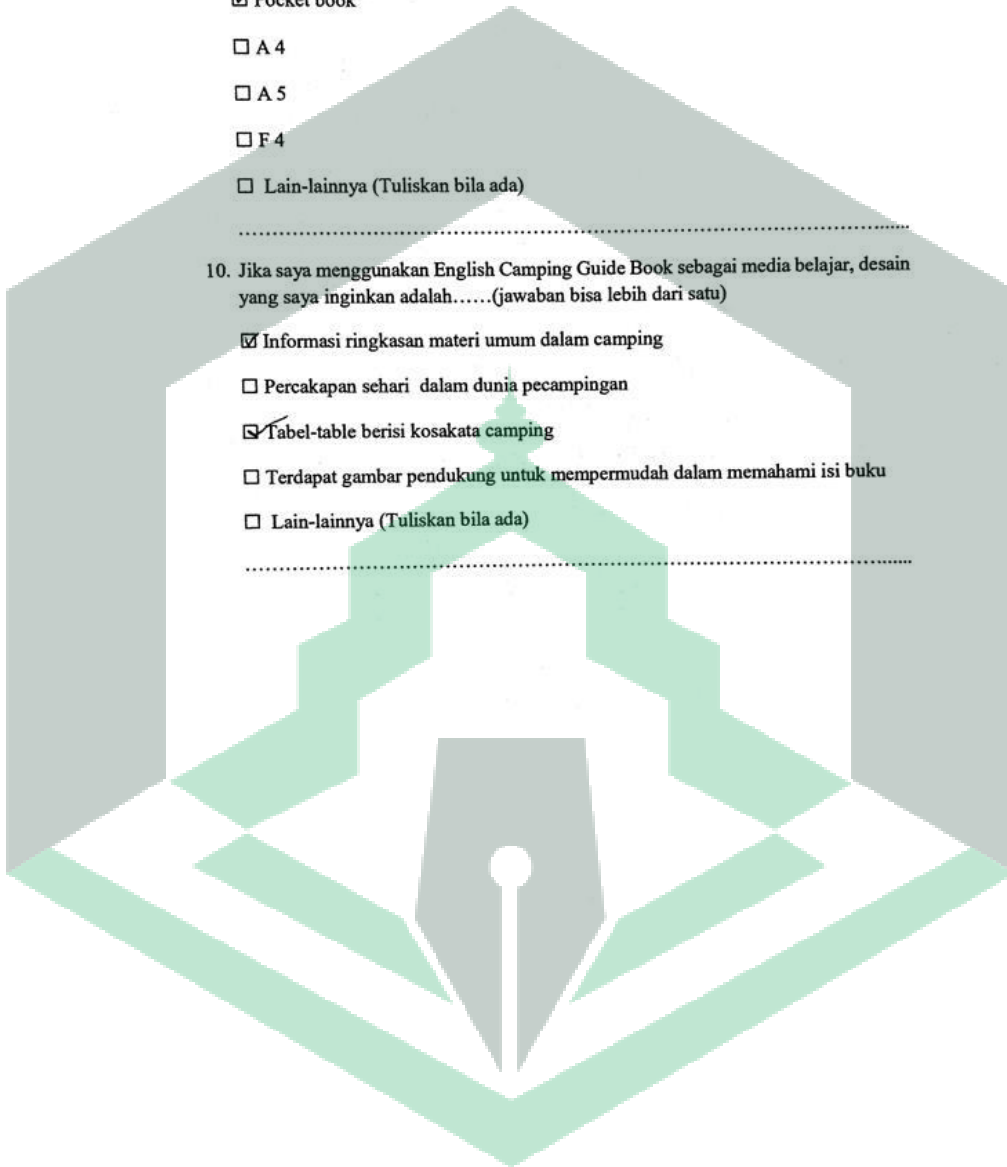 ☑ Pocket book
☐ A 4
☐ A 5
☐ F 4
☐ Lain-lainnya (Tuliskan bila ada)
..........................................................................................
10. Jika saya menggunakan English Camping Guide Book sebagai media belajar, desain
yang saya inginkan adalah......(jawaban bisa lebih dari satu)
☑ Informasi ringkasan materi umum dalam camping
☐ Percakapan sehari dalam dunia pecampingan
☑ Tabel-table berisi kosakata camping
☐ Terdapat gambar pendukung untuk mempermudah dalam memahami isi buku
☐ Lain-lainnya (Tuliskan bila ada)
..........................................................................................